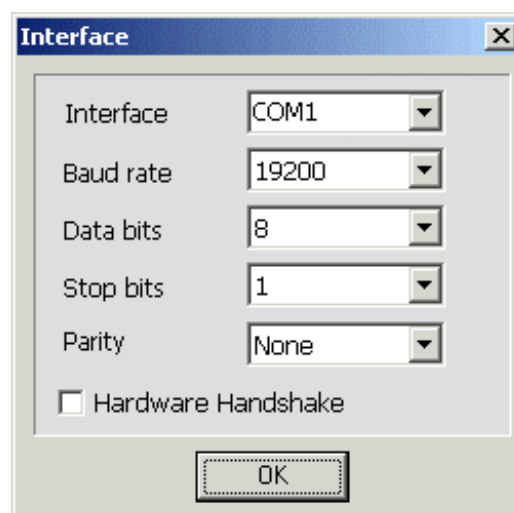 Interface
Interface COM1
Baud rate 19200
Data bits 8
Stop bits 1
Parity None
Hardware Handshake
OK